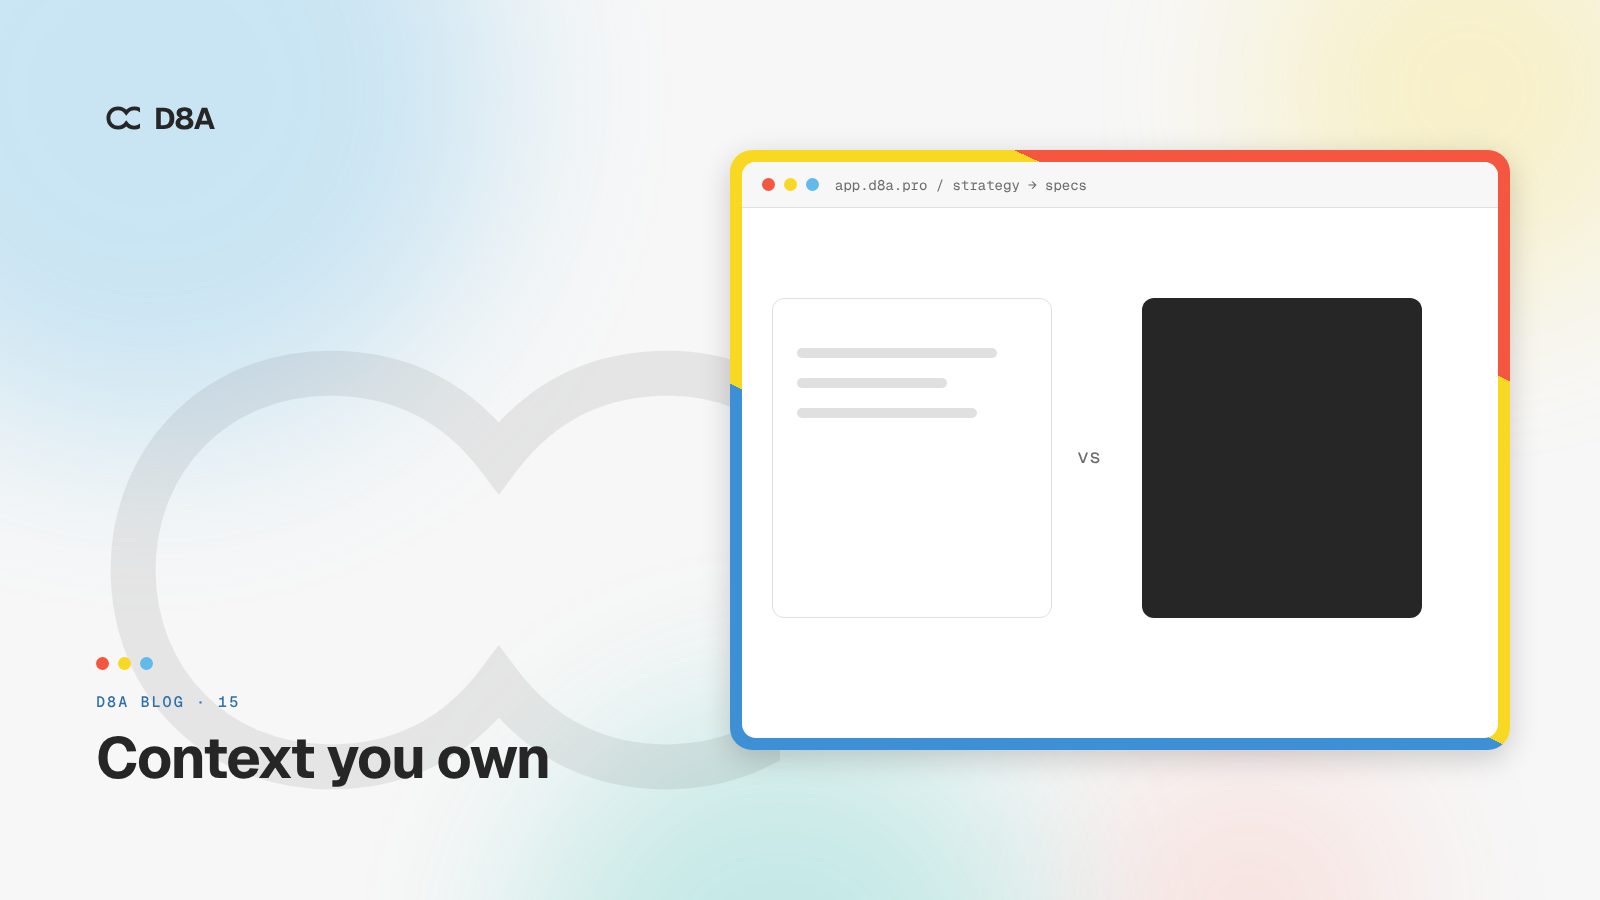 D8A
app.d8a.pro / strategy → specs
vs
D8A BLOG · 15
Context you own